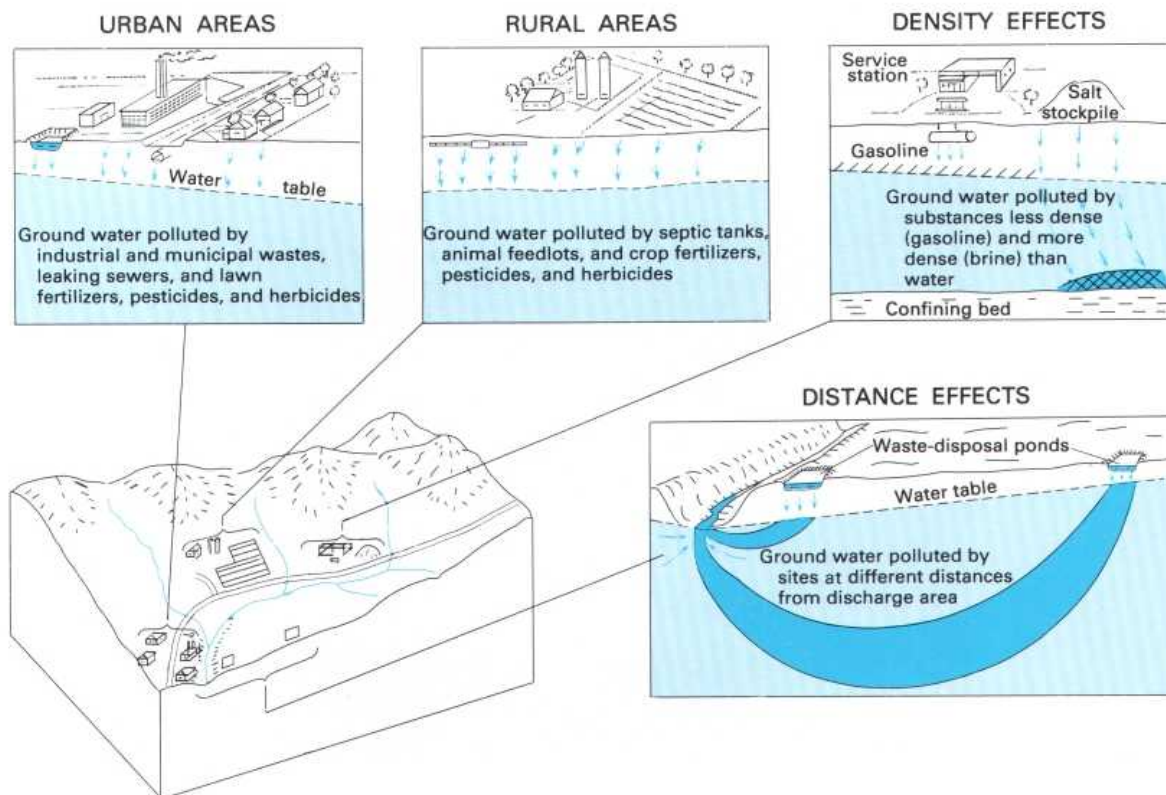 URBAN AREAS
Water
table
Ground water polluted by
industrial and municipal wastes,
leaking sewers, and lawn
fertilizers, pesticides, and herbicides
RURAL AREAS
Ground water polluted by septic tanks,
animal feedlots, and crop fertilizers,
pesticides, and herbicides
DENSITY EFFECTS
Service
station
Salt
stockpile
Gasoline
Ground water polluted by
substances less dense
(gasoline) and more
dense (brine) than
water
Confining bed
DISTANCE EFFECTS
Waste-disposal ponds
Water table
Ground water polluted by
sites at different distances
from discharge area